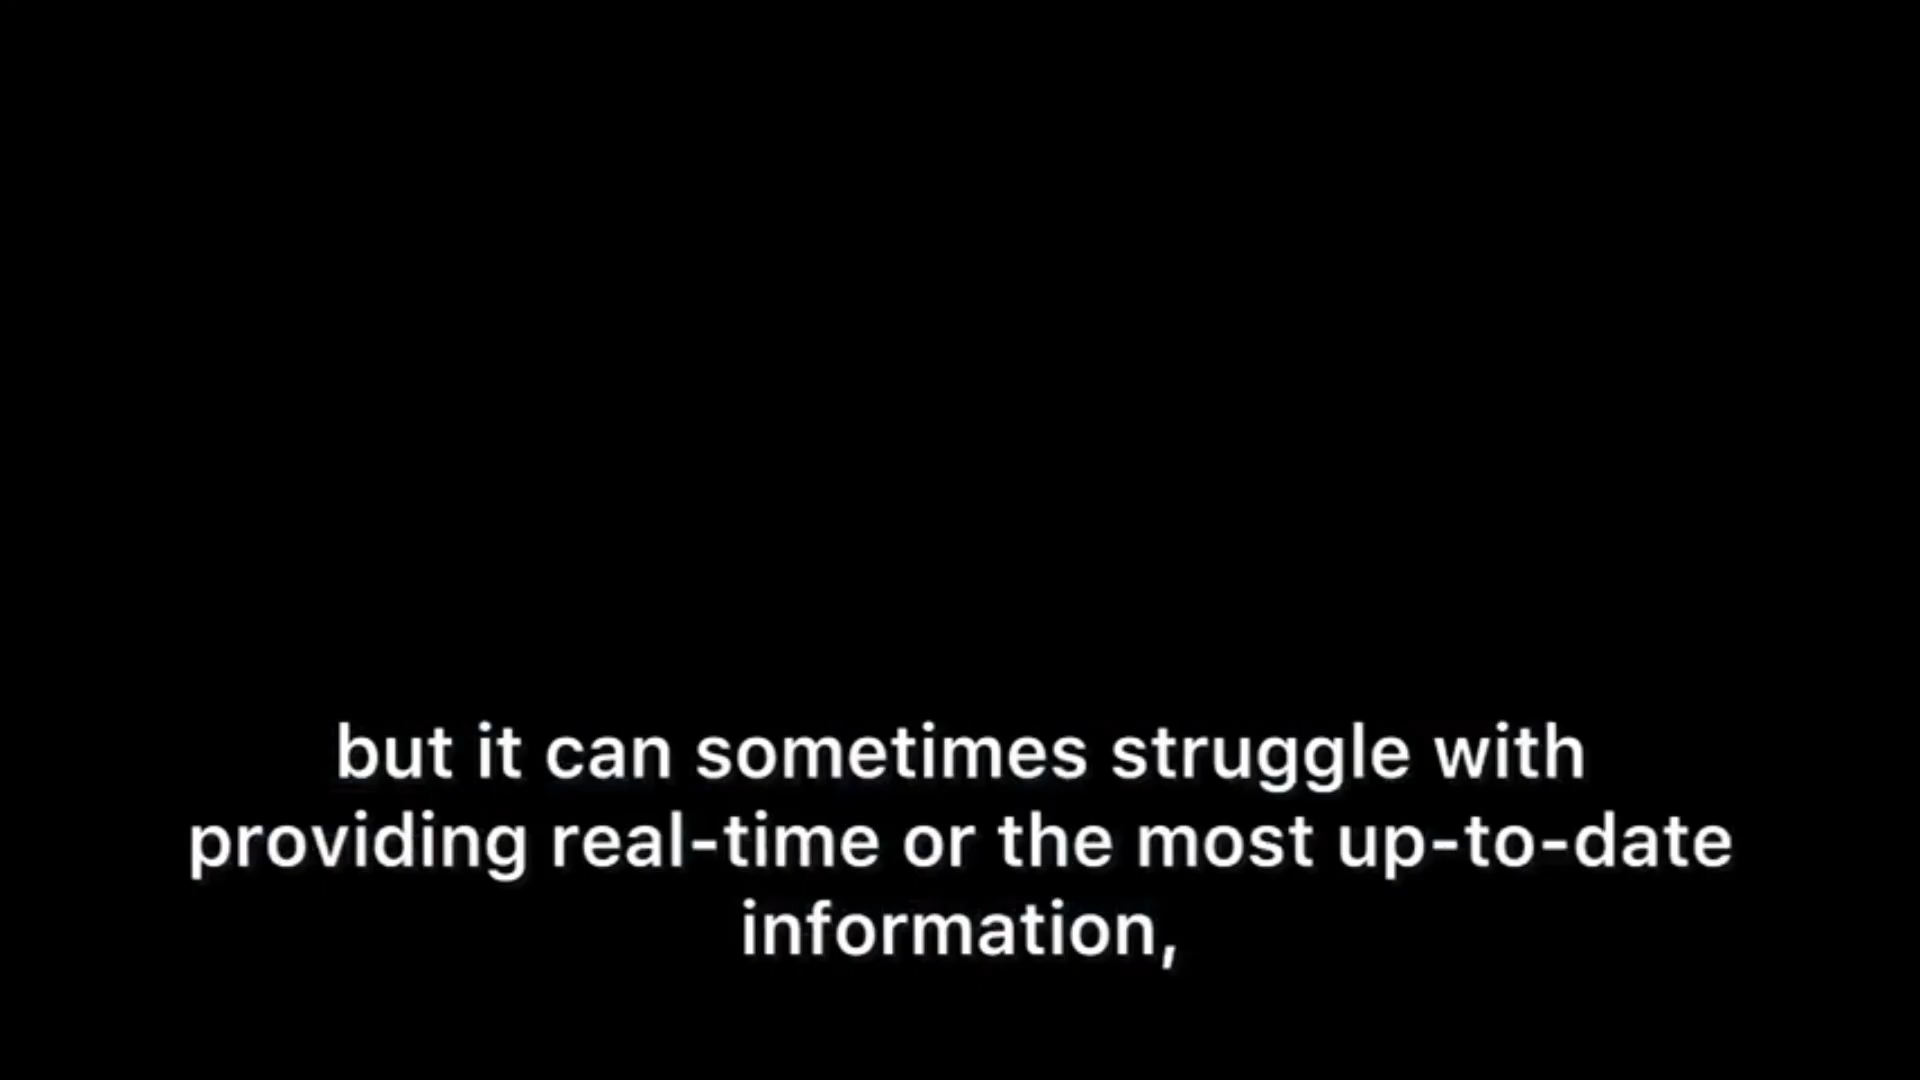 but it can sometimes struggle with
providing real-time or the most up-to-date
information,